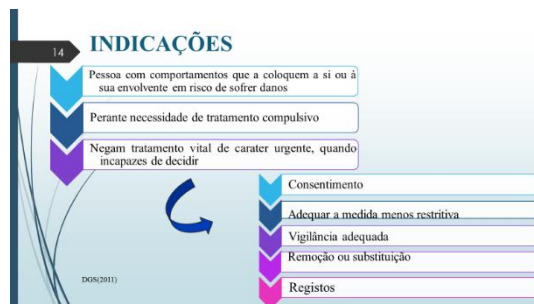 14
INDICAÇÕES
Pessoa com comportamentos que a coloquem a si ou à
sua envolvente em risco de sofrer danos
Perante necessidade de tratamento compulsivo
Negam tratamento vital de carater urgente, quando
incapazes de decidir
Consentimento
Adequar a medida menos restritiva
Vigilância adequada
Remoção ou substituição
Registos
DGS(2011)